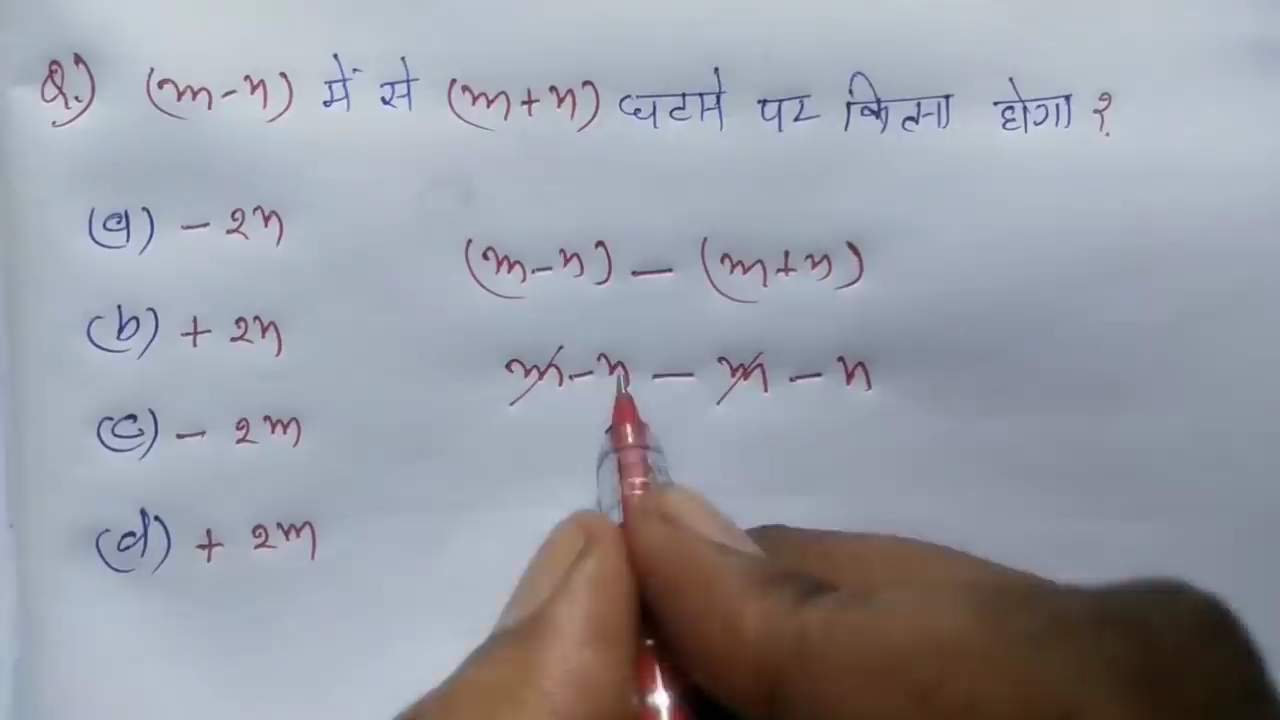 Q.) (m-n) में से (m+n) घटाने पर कितना होगा ?
(a) - 2n
(b) + 2n
(c) - 2m
(d) + 2m
(m-n) - (m+n)
m - n - m - n